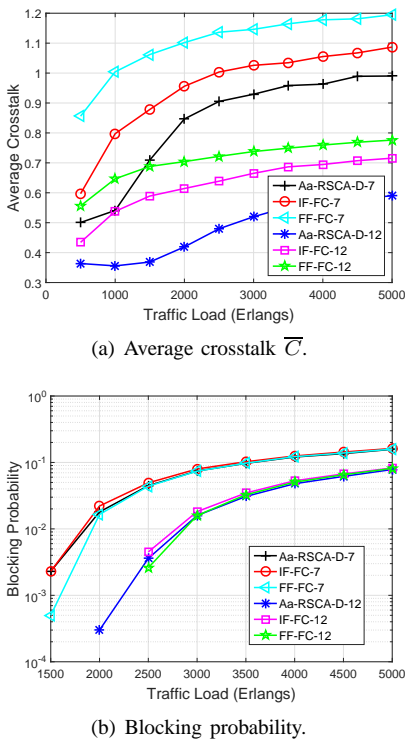 1.2
1.1
1
0.9
0.8
0.7
0.6
0.5
0.4
0.3
Average Crosstalk
Aa-RSCA-D-7
IF-FC-7
FF-FC-7
Aa-RSCA-D-12
IF-FC-12
FF-FC-12
0 1000 2000 3000 4000 5000
Traffic Load (Erlangs)
(a) Average crosstalk C̅.
10⁰
10⁻¹
10⁻²
10⁻³
10⁻⁴
Blocking Probability
Aa-RSCA-D-7
IF-FC-7
FF-FC-7
Aa-RSCA-D-12
IF-FC-12
FF-FC-12
1500 2000 2500 3000 3500 4000 4500 5000
Traffic Load (Erlangs)
(b) Blocking probability.